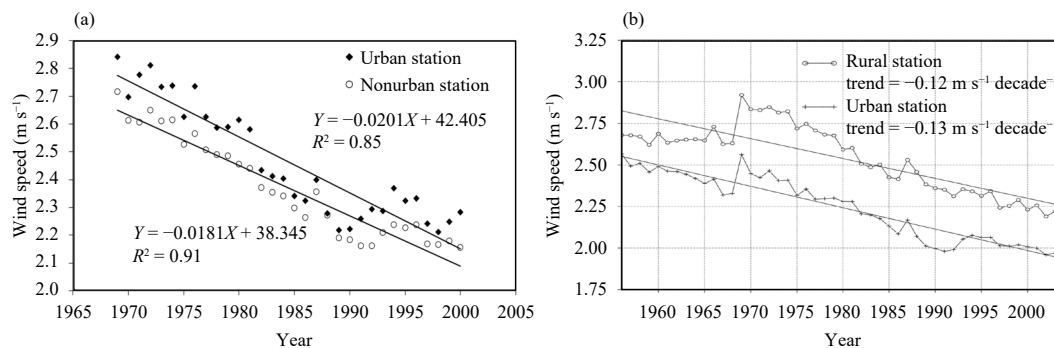 (a)
2.9
2.8
2.7
2.6
2.5
2.4
2.3
2.2
2.1
2.0
Wind speed (m s⁻¹)
Urban station
Nonurban station
Y = −0.0201X + 42.405
R² = 0.85
Y = −0.0181X + 38.345
R² = 0.91
1965 1970 1975 1980 1985 1990 1995 2000 2005
Year
(b)
3.25
3.00
2.75
2.50
2.25
2.00
1.75
Wind speed (m s⁻¹)
Rural station
trend = −0.12 m s⁻¹ decade⁻
Urban station
trend = −0.13 m s⁻¹ decade⁻
1960 1965 1970 1975 1980 1985 1990 1995 2000
Year